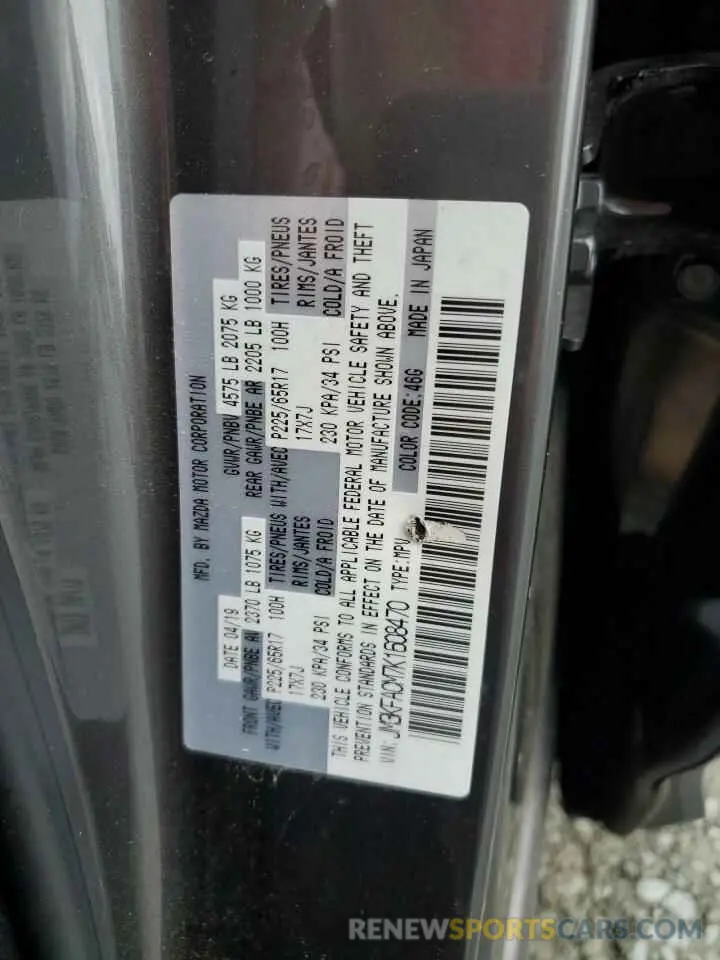 MFD. BY MAZDA MOTOR CORPORATION
DATE 04/19 GVWR/PNBV 4575 LB 2075 KG
FRONT GAWR/PNBE AV 2370 LB 1075 KG REAR GAWR/PNBE AR 2205 LB 1000 KG
WITH/AVEC P225/65R17 100H TIRES/PNEUS WITH/AVEC P225/65R17 100H TIRES/PNEUS
17X7J RIMS/JANTES 17X7J RIMS/JANTES
230 KPA/34 PSI COLD/A FROID 230 KPA/34 PSI COLD/A FROID
THIS VEHICLE CONFORMS TO ALL APPLICABLE FEDERAL MOTOR VEHICLE SAFETY AND THEFT
PREVENTION STANDARDS IN EFFECT ON THE DATE OF MANUFACTURE SHOWN ABOVE.
VIN: JM3KFACM7K1608470 TYPE: MPV COLOR CODE: 46G MADE IN JAPAN
RENEWSPORTSCARS.COM